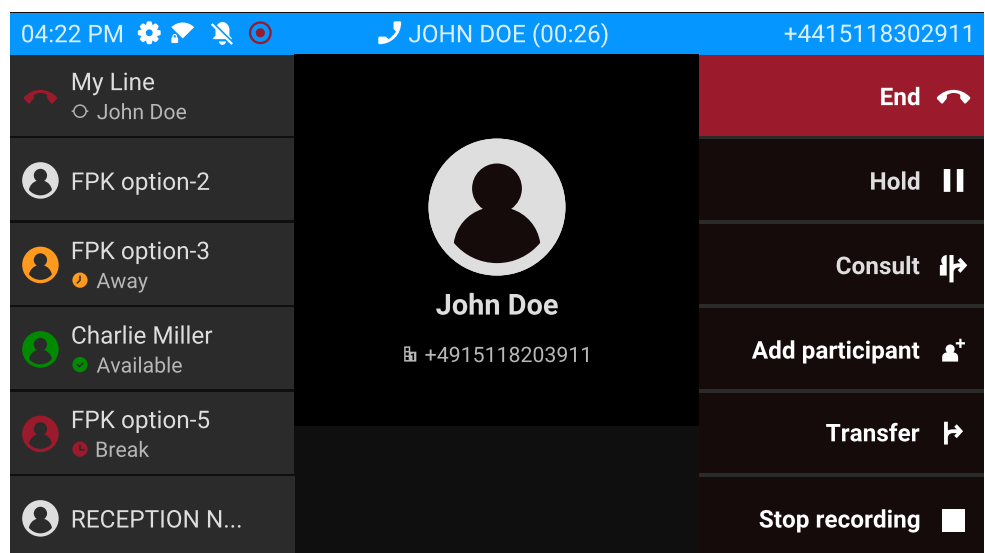 04:22 PM
JOHN DOE (00:26)
+4415118302911
My Line
John Doe
FPK option-2
FPK option-3
Away
Charlie Miller
Available
FPK option-5
Break
RECEPTION N...
John Doe
+4915118203911
End
Hold
Consult
Add participant
Transfer
Stop recording